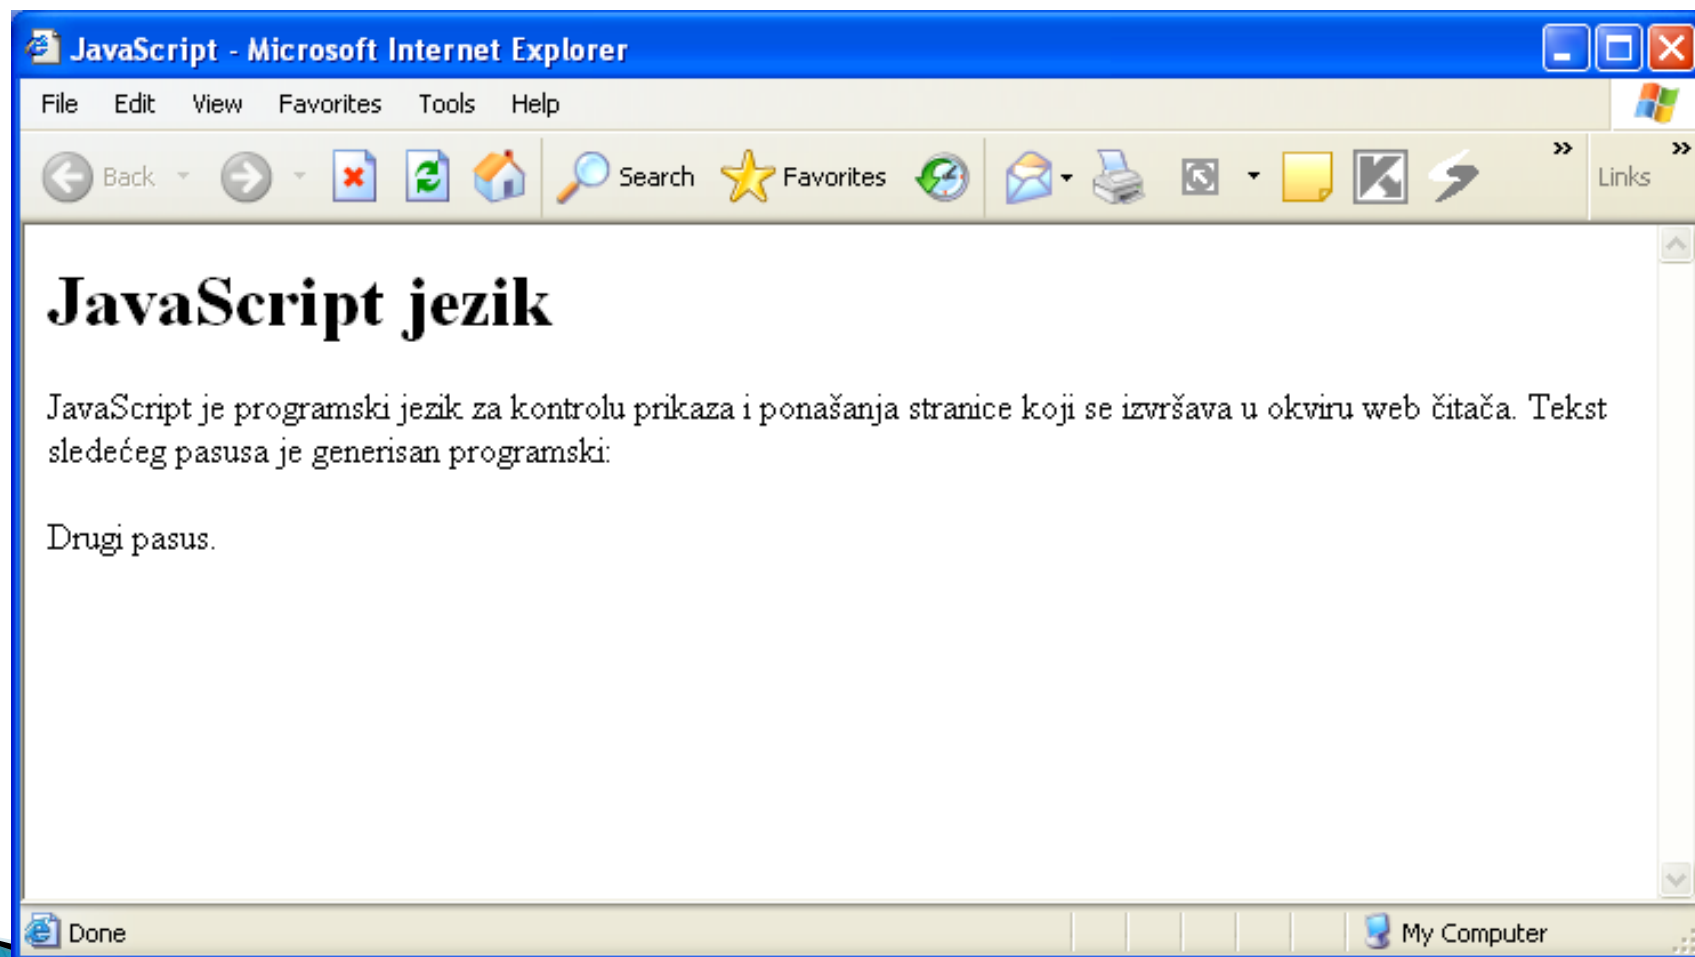 JavaScript - Microsoft Internet Explorer
File Edit View Favorites Tools Help
Back Search Favorites Links
JavaScript jezik
JavaScript je programski jezik za kontrolu prikaza i ponašanja stranice koji se izvršava u okviru web čitača. Tekst
sledećeg pasusa je generisan programski:
Drugi pasus.
Done My Computer